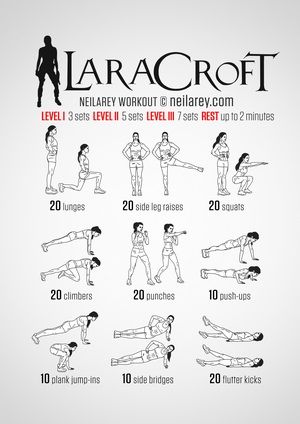 LARA CROFT
NEILAREY WORKOUT © neilarey.com
LEVEL I 3 sets LEVEL II 5 sets LEVEL III 7 sets REST up to 2 minutes
20 lunges
20 side leg raises
20 squats
20 climbers
20 punches
10 push-ups
10 plank jump-ins
10 side bridges
20 flutter kicks